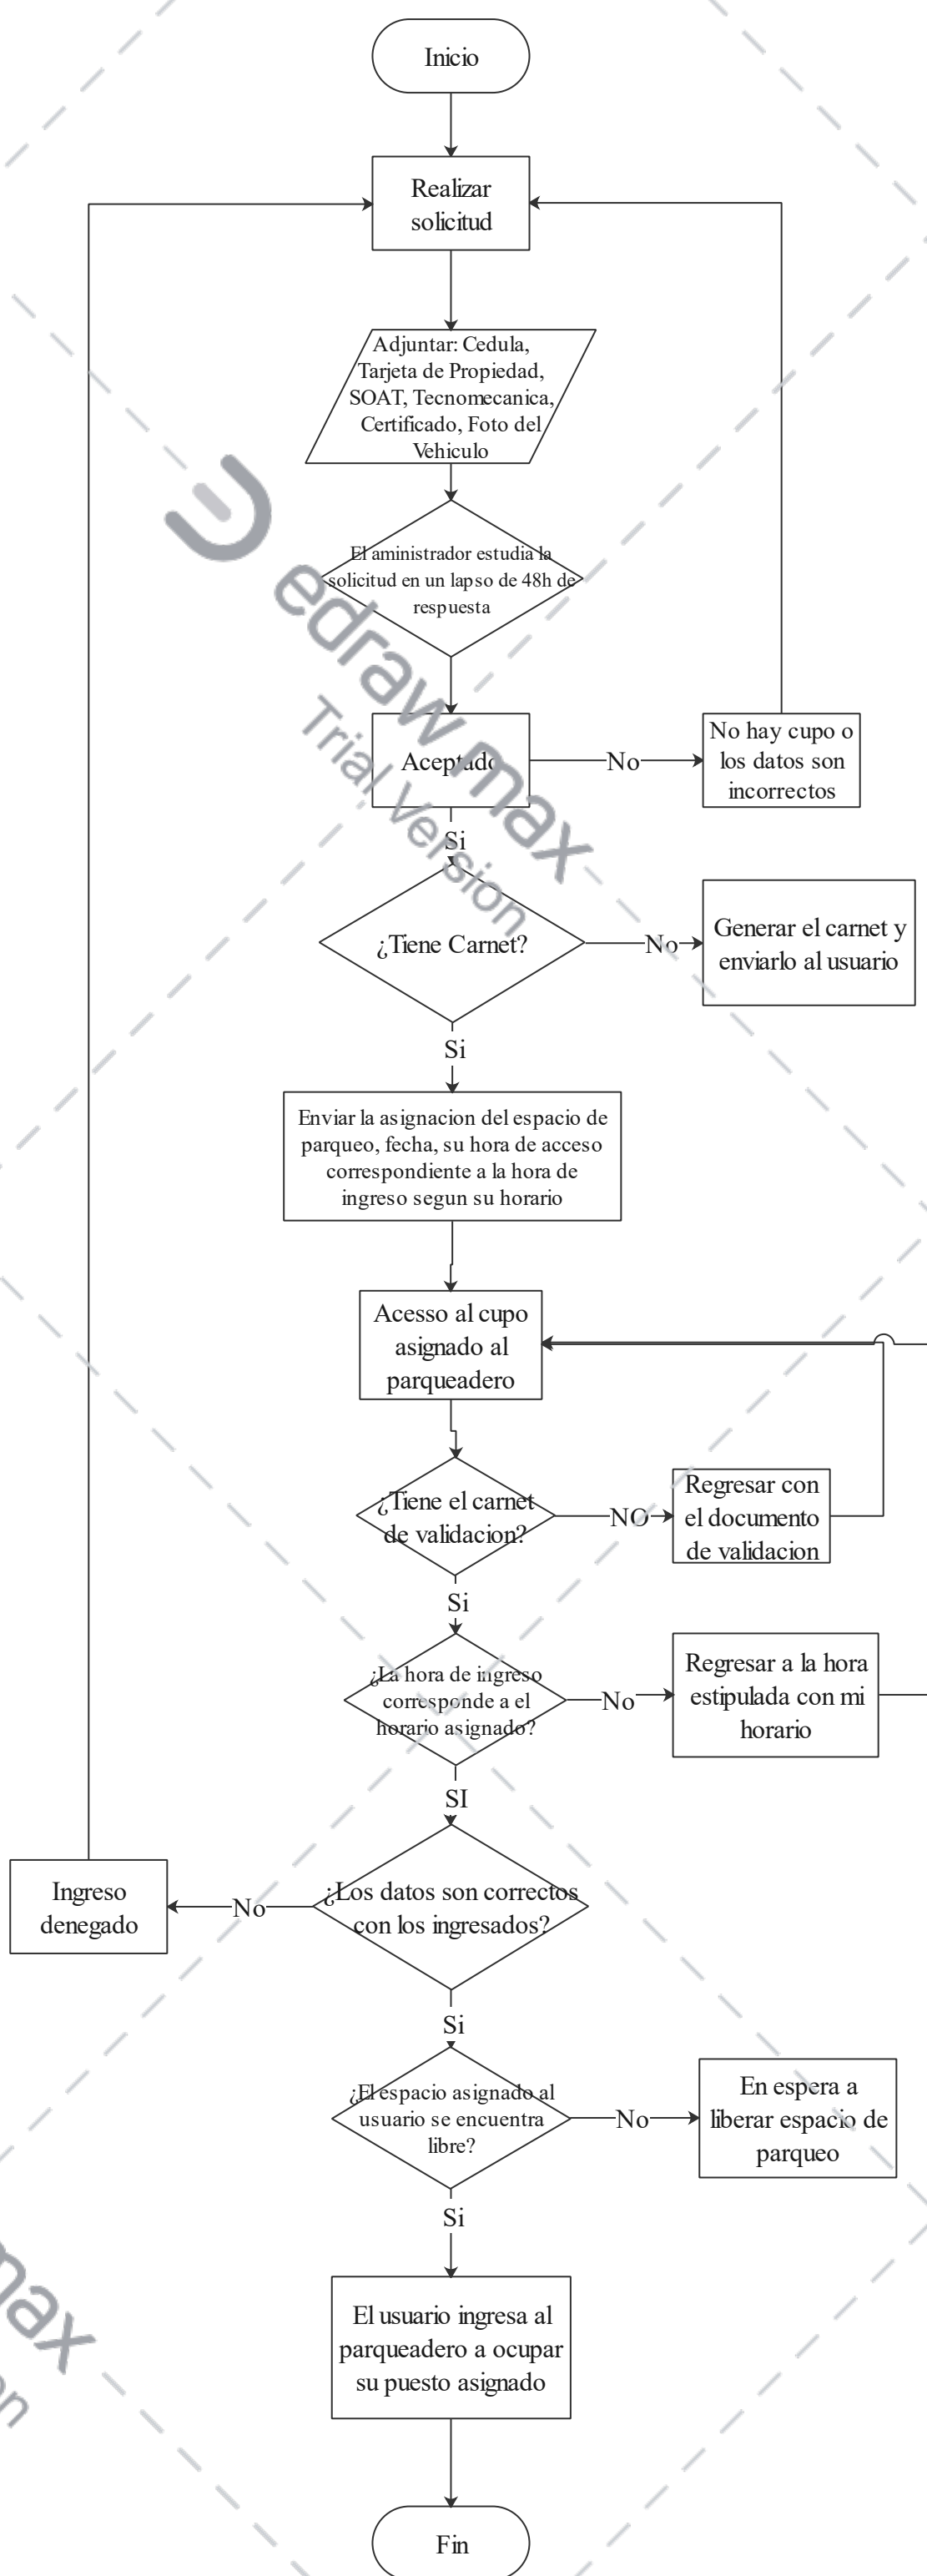 Inicio
Realizar
solicitud
Adjuntar: Cedula,
Tarjeta de Propiedad,
SOAT, Tecnomecanica,
Certificado, Foto del
Vehiculo
El aministrador estudia la
solicitud en un lapso de 48h de
respuesta
edraw max
Trial Version
Aceptado
No
No hay cupo o
los datos son
incorrectos
Si
¿Tiene Carnet?
No
Generar el carnet y
enviarlo al usuario
Si
Enviar la asignacion del espacio de
parqueo, fecha, su hora de acceso
correspondiente a la hora de
ingreso segun su horario
Acesso al cupo
asignado al
parqueadero
¿Tiene el carnet
de validacion?
NO
Regresar con
el documento
de validacion
Si
¿La hora de ingreso
corresponde a el
horario asignado?
No
Regresar a la hora
estipulada con mi
horario
SI
¿Los datos son correctos
con los ingresados?
No
Ingreso
denegado
Si
¿El espacio asignado al
usuario se encuentra
libre?
No
En espera a
liberar espacio de
parqueo
Si
max
on
El usuario ingresa al
parqueadero a ocupar
su puesto asignado
Fin